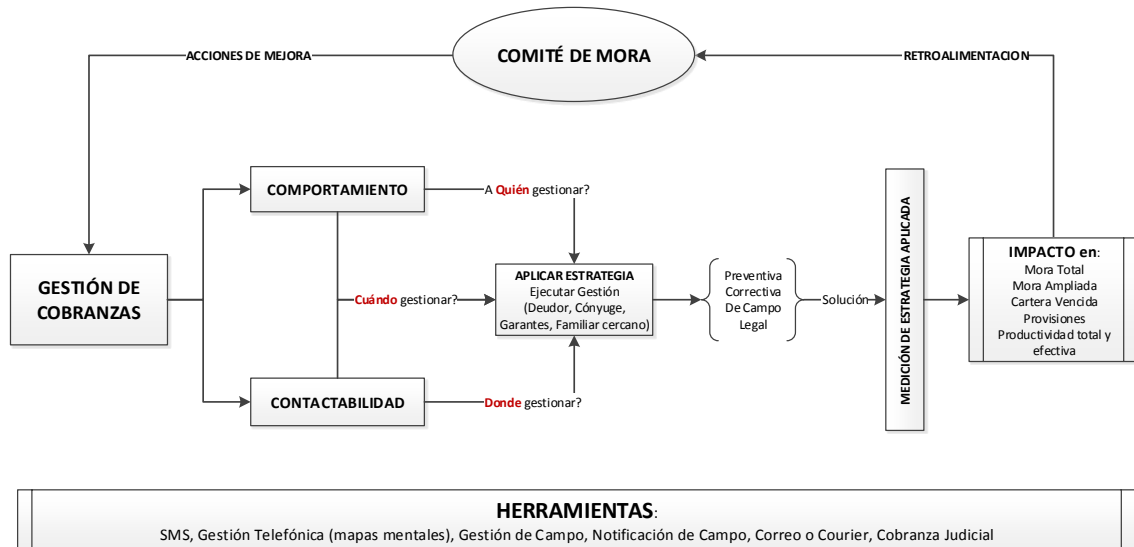 COMITÉ DE MORA
ACCIONES DE MEJORA
RETROALIMENTACION
GESTIÓN DE
COBRANZAS
COMPORTAMIENTO
A Quién gestionar?
Cuándo gestionar?
CONTACTABILIDAD
Donde gestionar?
APLICAR ESTRATEGIA
Ejecutar Gestión
(Deudor, Cónyuge,
Garantes, Familiar cercano)
Preventiva
Correctiva
De Campo
Legal
Solución
MEDICIÓN DE ESTRATEGIA APLICADA
IMPACTO en:
Mora Total
Mora Ampliada
Cartera Vencida
Provisiones
Productividad total y
efectiva
HERRAMIENTAS:
SMS, Gestión Telefónica (mapas mentales), Gestión de Campo, Notificación de Campo, Correo o Courier, Cobranza Judicial